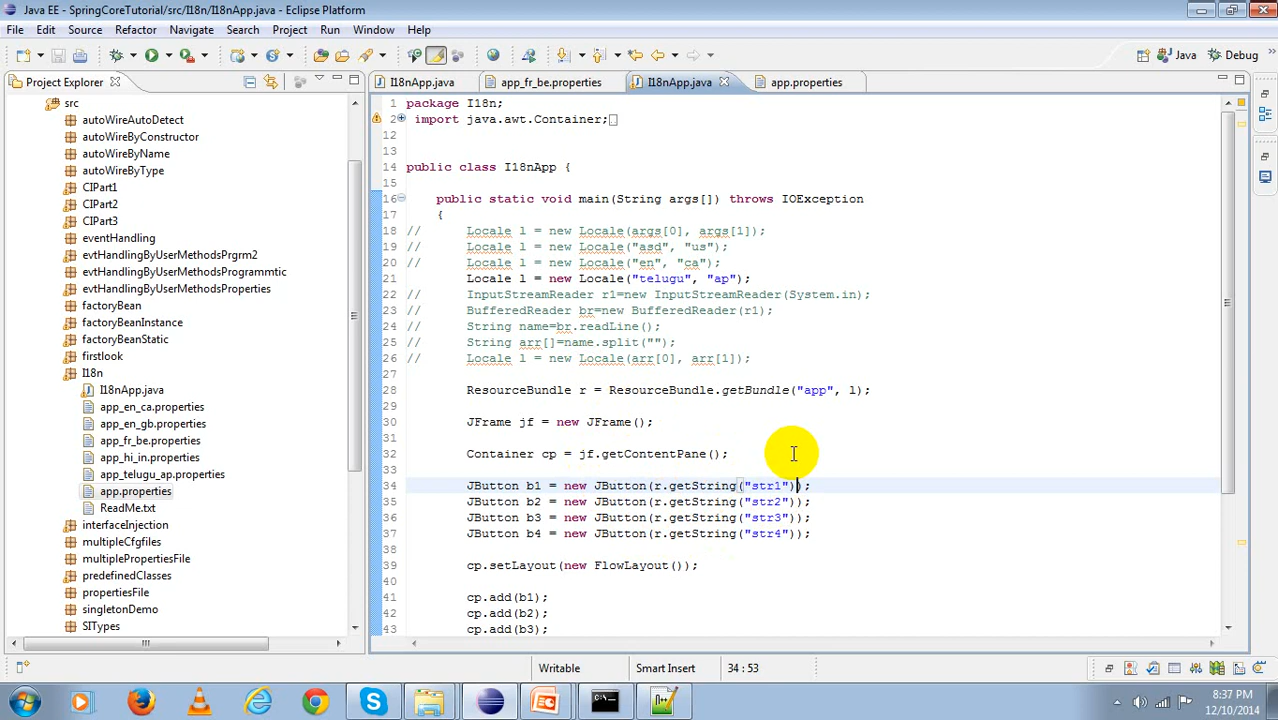 Java EE - SpringCoreTutorial/src/I18n/I18nApp.java - Eclipse Platform
File Edit Source Refactor Navigate Search Project Run Window Help
Java Debug
Project Explorer
I18nApp.java app_fr_be.properties I18nApp.java app.properties
src
autoWireAutoDetect
autoWireByConstructor
autoWireByName
autoWireByType
CIPart1
CIPart2
CIPart3
eventHandling
evtHandlingByUserMethodsPrgrm2
evtHandlingByUserMethodsProgrammtic
evtHandlingByUserMethodsProperties
factoryBean
factoryBeanInstance
factoryBeanStatic
firstlook
I18n
I18nApp.java
app_en_ca.properties
app_en_gb.properties
app_fr_be.properties
app_hi_in.properties
app_telugu_ap.properties
app.properties
ReadMe.txt
interfaceInjection
multipleCfgfiles
multiplePropertiesFile
predefinedClasses
propertiesFile
singletonDemo
SITypes
1 package I18n;
2 import java.awt.Container;
12
13
14 public class I18nApp {
15
16 public static void main(String args[]) throws IOException
17 {
18 // Locale l = new Locale(args[0], args[1]);
19 // Locale l = new Locale("asd", "us");
20 // Locale l = new Locale("en", "ca");
21 Locale l = new Locale("telugu", "ap");
22 // InputStreamReader r1=new InputStreamReader(System.in);
23 // BufferedReader br=new BufferedReader(r1);
24 // String name=br.readLine();
25 // String arr[]=name.split("");
26 // Locale l = new Locale(arr[0], arr[1]);
27
28 ResourceBundle r = ResourceBundle.getBundle("app", l);
29
30 JFrame jf = new JFrame();
31
32 Container cp = jf.getContentPane();
33
34 JButton b1 = new JButton(r.getString("str1"));
35 JButton b2 = new JButton(r.getString("str2"));
36 JButton b3 = new JButton(r.getString("str3"));
37 JButton b4 = new JButton(r.getString("str4"));
38
39 cp.setLayout(new FlowLayout());
40
41 cp.add(b1);
42 cp.add(b2);
43 cp.add(b3);
Writable Smart Insert 34 : 53
8:37 PM
12/10/2014